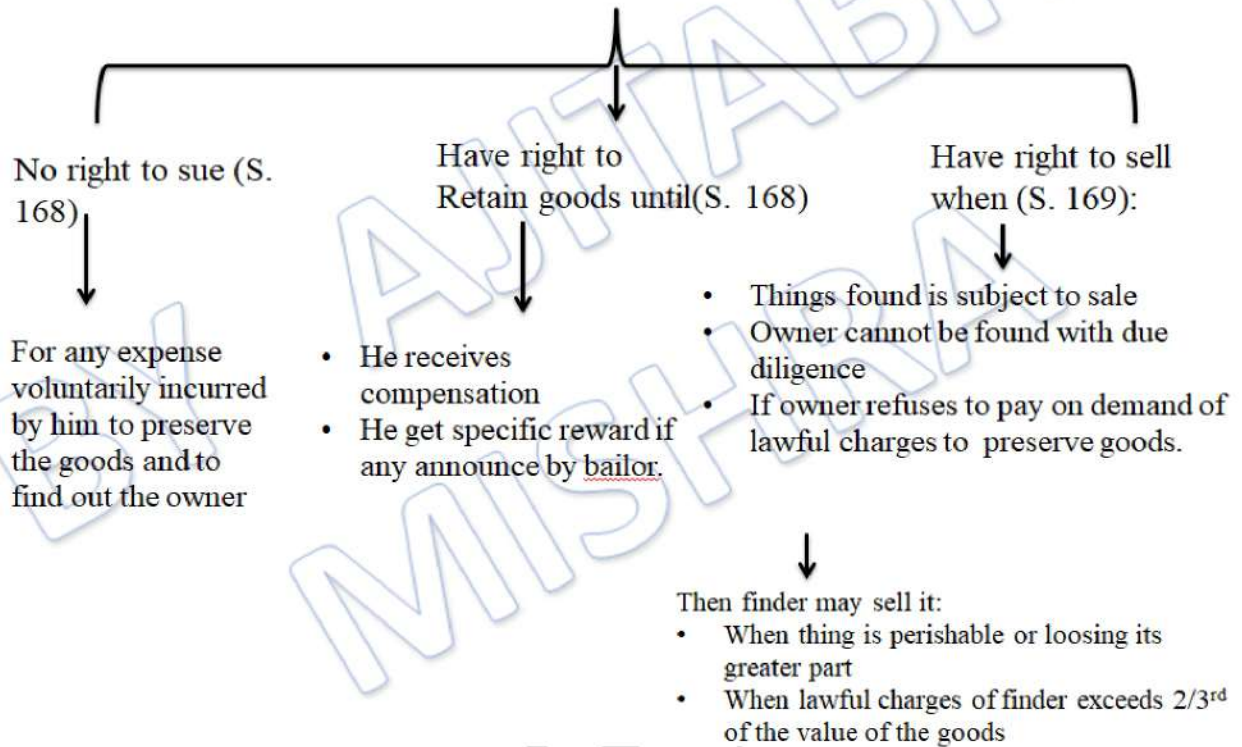 No right to sue (S.
168)
For any expense
voluntarily incurred
by him to preserve
the goods and to
find out the owner
Have right to
Retain goods until(S. 168)
• He receives
compensation
• He get specific reward if
any announce by bailor.
Have right to sell
when (S. 169):
• Things found is subject to sale
• Owner cannot be found with due
diligence
• If owner refuses to pay on demand of
lawful charges to preserve goods.
Then finder may sell it:
• When thing is perishable or loosing its
greater part
• When lawful charges of finder exceeds 2/3rd
of the value of the goods
BY AJITABH
MISHRA